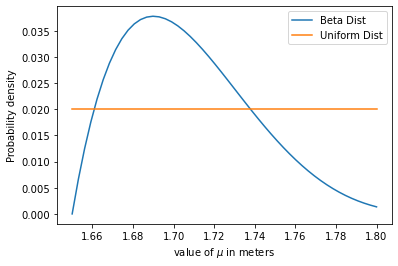 Beta Dist
Uniform Dist
Probability density
0.035
0.030
0.025
0.020
0.015
0.010
0.005
0.000
1.66 1.68 1.70 1.72 1.74 1.76 1.78 1.80
value of μ in meters